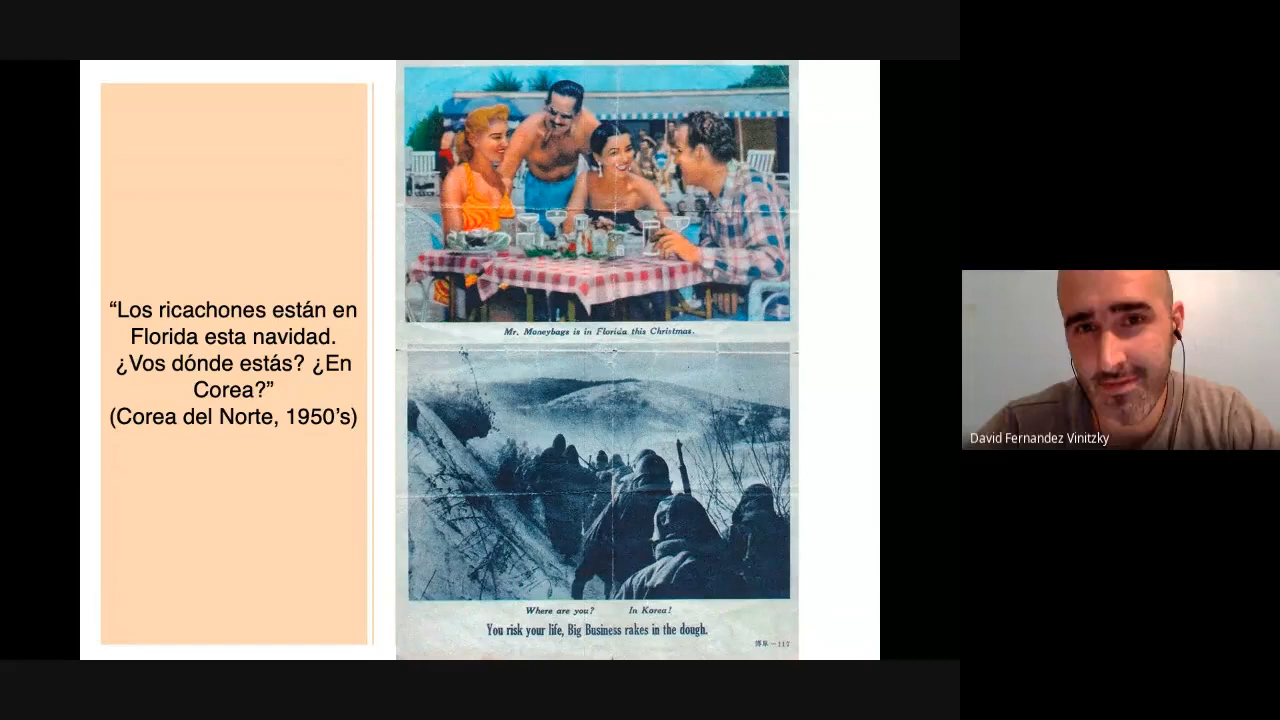 “Los ricachones están en
Florida esta navidad.
¿Vos dónde estás? ¿En
Corea?”
(Corea del Norte, 1950’s)
Mr. Moneybags is in Florida this Christmas.
Where are you? In Korea!
You risk your life, Big Business rakes in the dough.
David Fernandez Vinitzky